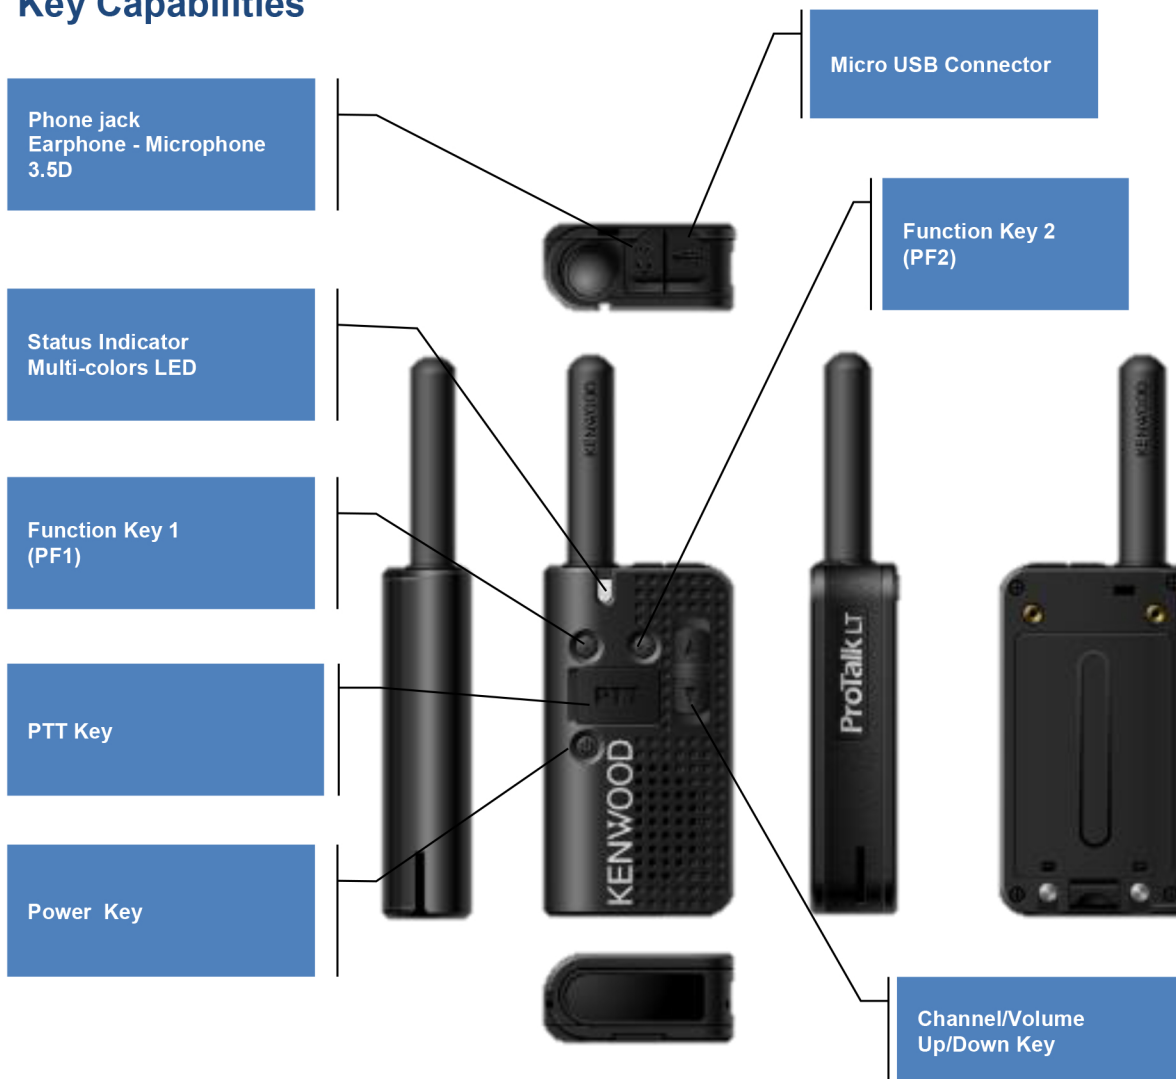 Key Capabilities
Micro USB Connector
Phone jack
Earphone - Microphone
3.5D
Function Key 2
(PF2)
Status Indicator
Multi-colors LED
KENWOOD
KENWOOD
Function Key 1
(PF1)
ProTalk LT
PTT
PTT Key
KENWOOD
Power  Key
Channel/Volume
Up/Down Key